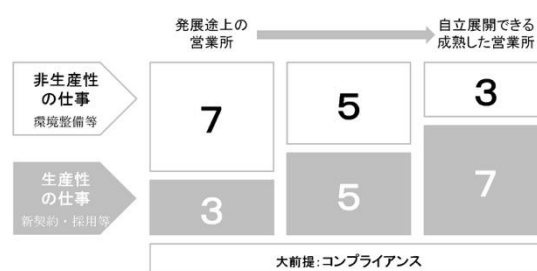 発展途上の
営業所
自立展開できる
成熟した営業所
非生産性
の仕事
環境整備等
7
5
3
生産性
の仕事
新契約・採用等
3
5
7
大前提:コンプライアンス